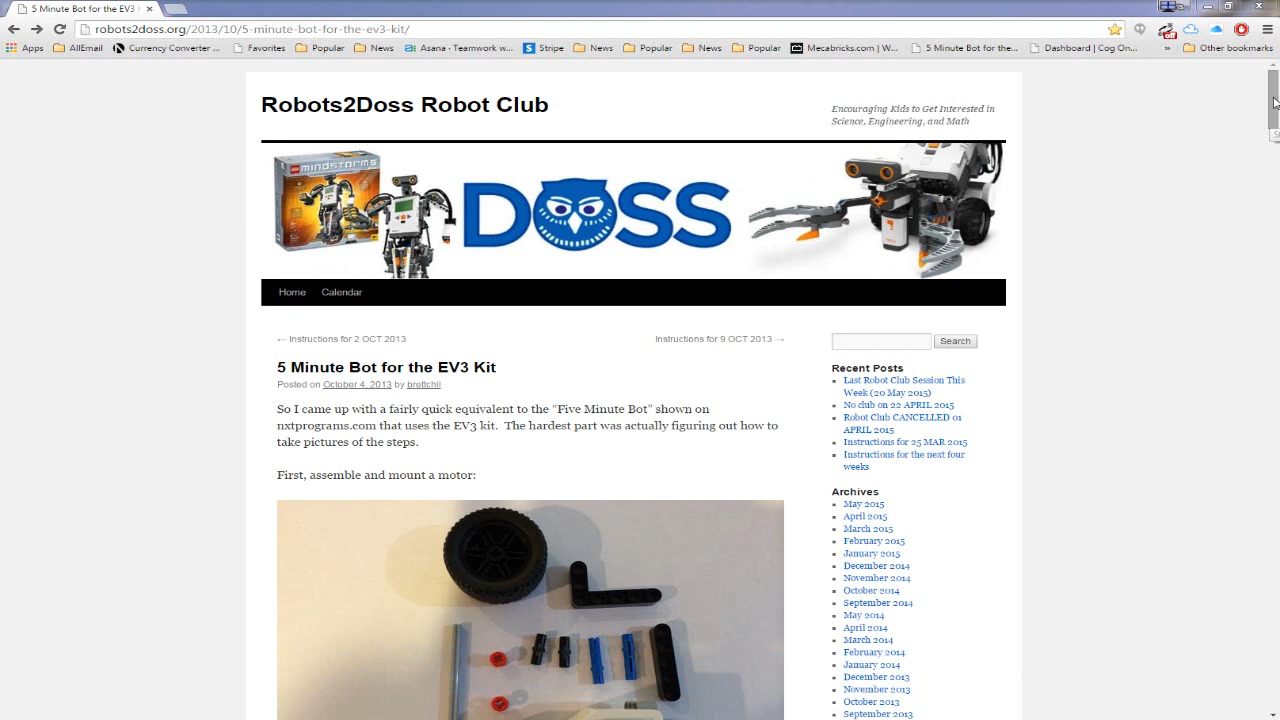 5 Minute Bot for the EV3
robots2doss.org/2013/10/5-minute-bot-for-the-ev3-kit/
Apps AllEmail Currency Converter ... Favorites Popular News Asana - Teamwork w... Stripe News Popular News Popular Mecabricks.com | W... 5 Minute Bot for the... Dashboard | Cog On... » Other bookmarks
off
Robots2Doss Robot Club
Encouraging Kids to Get Interested in
Science, Engineering, and Math
LEGO mindstorms
DOSS
Home Calendar
← Instructions for 2 OCT 2013
Instructions for 9 OCT 2013 →
5 Minute Bot for the EV3 Kit
Posted on October 4, 2013 by brettchil
So I came up with a fairly quick equivalent to the “Five Minute Bot” shown on
nxtprograms.com that uses the EV3 kit. The hardest part was actually figuring out how to
take pictures of the steps.
First, assemble and mount a motor:
Search
Recent Posts
Last Robot Club Session This
Week (20 May 2015)
No club on 22 APRIL 2015
Robot Club CANCELLED 01
APRIL 2015
Instructions for 25 MAR 2015
Instructions for the next four
weeks
Archives
May 2015
April 2015
March 2015
February 2015
January 2015
December 2014
November 2014
October 2014
September 2014
May 2014
April 2014
March 2014
February 2014
January 2014
December 2013
November 2013
October 2013
September 2013